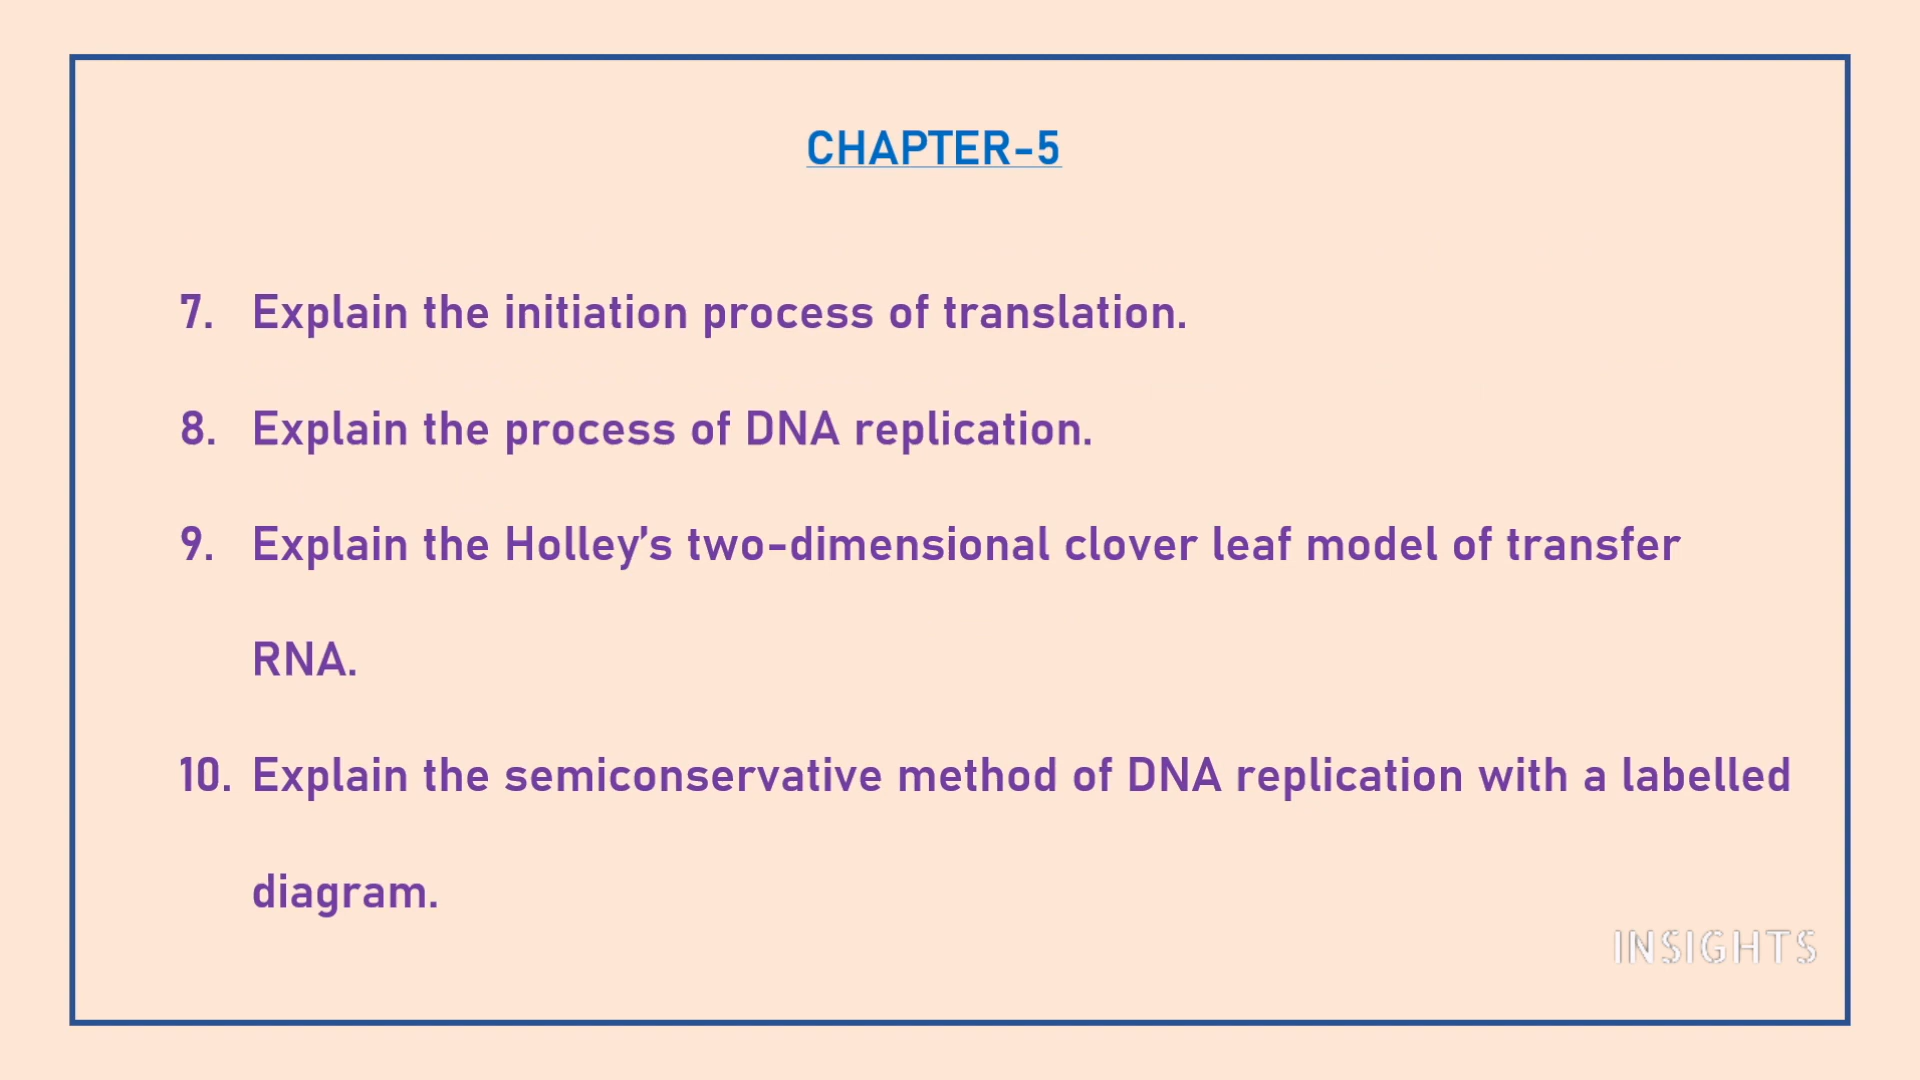 CHAPTER-5
7. Explain the initiation process of translation.
8. Explain the process of DNA replication.
9. Explain the Holley’s two-dimensional clover leaf model of transfer
RNA.
10. Explain the semiconservative method of DNA replication with a labelled
diagram.
INSIGHTS